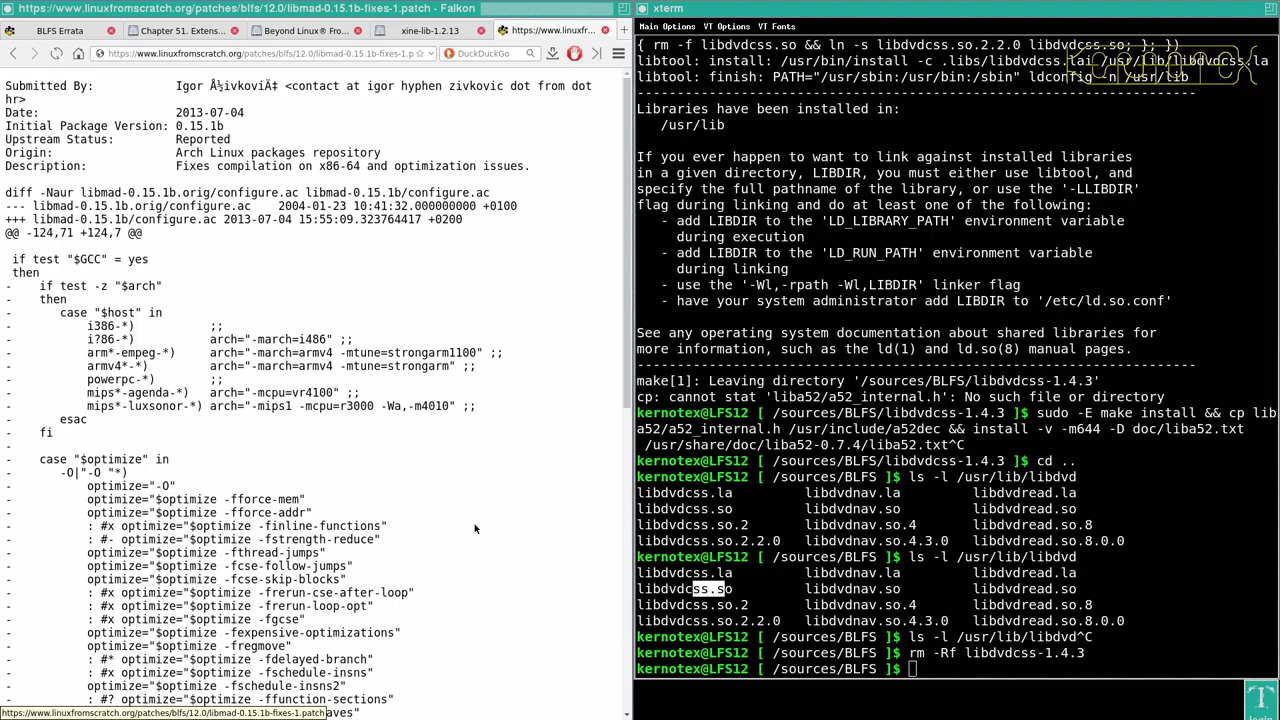 https://www.linuxfromscratch.org/patches/blfs/12.0/libmad-0.15.1b-fixes-1.patch - Falkon
BLFS Errata
Chapter 51. Exten...
Beyond Linux® Fro...
xine-lib-1.2.13
https://www.linuxf...
https://www.linuxfromscratch.org/patches/blfs/12.0/libmad-0.15.1b-fixes-1.p
DuckDuckGo
Submitted By:            Igor Å½ivkoviÄ‡ <contact at igor hyphen zivkovic dot from dot
hr>
Date:                    2013-07-04
Initial Package Version: 0.15.1b
Upstream Status:         Reported
Origin:                  Arch Linux packages repository
Description:             Fixes compilation on x86-64 and optimization issues.
diff -Naur libmad-0.15.1b.orig/configure.ac libmad-0.15.1b/configure.ac
--- libmad-0.15.1b.orig/configure.ac    2004-01-23 10:41:32.000000000 +0100
+++ libmad-0.15.1b/configure.ac 2013-07-04 15:55:09.323764417 +0200
@@ -124,71 +124,7 @@
 if test "$GCC" = yes
 then
-    if test -z "$arch"
-    then
-        case "$host" in
-            i386-*)            ;;
-            i?86-*)            arch="-march=i486" ;;
-            arm*-empeg-*)      arch="-march=armv4 -mtune=strongarm1100" ;;
-            armv4*-*)          arch="-march=armv4 -mtune=strongarm" ;;
-            powerpc-*)         ;;
-            mips*-agenda-*)    arch="-mcpu=vr4100" ;;
-            mips*-luxsonor-*) arch="-mips1 -mcpu=r3000 -Wa,-m4010" ;;
-        esac
-    fi
-
-    case "$optimize" in
-        -O|"-O "*)
-            optimize="-O"
-            optimize="$optimize -fforce-mem"
-            optimize="$optimize -fforce-addr"
-            : #x optimize="$optimize -finline-functions"
-            : #- optimize="$optimize -fstrength-reduce"
-            optimize="$optimize -fthread-jumps"
-            optimize="$optimize -fcse-follow-jumps"
-            optimize="$optimize -fcse-skip-blocks"
-            : #x optimize="$optimize -frerun-cse-after-loop"
-            : #x optimize="$optimize -frerun-loop-opt"
-            : #x optimize="$optimize -fgcse"
-            optimize="$optimize -fexpensive-optimizations"
-            optimize="$optimize -fregmove"
-            : #* optimize="$optimize -fdelayed-branch"
-            : #x optimize="$optimize -fschedule-insns"
-            optimize="$optimize -fschedule-insns2"
-            : #? optimize="$optimize -ffunction-sections"
https://www.linuxfromscratch.org/patches/blfs/12.0/libmad-0.15.1b-fixes-1.patch
aves"
xterm
Main Options  VT Options  VT Fonts
{ rm -f libdvdcss.so && ln -s libdvdcss.so.2.2.0 libdvdcss.so; }; })
libtool: install: /usr/bin/install -c .libs/libdvdcss.lai /usr/lib/libdvdcss.la
libtool: finish: PATH="/usr/sbin:/usr/bin:/usr/sbin" ldconfig -n /usr/lib
----------------------------------------------------------------------
Libraries have been installed in:
   /usr/lib
If you ever happen to want to link against installed libraries
in a given directory, LIBDIR, you must either use libtool, and
specify the full pathname of the library, or use the '-LLIBDIR'
flag during linking and do at least one of the following:
   - add LIBDIR to the 'LD_LIBRARY_PATH' environment variable
     during execution
   - add LIBDIR to the 'LD_RUN_PATH' environment variable
     during linking
   - use the '-Wl,-rpath -Wl,LIBDIR' linker flag
   - have your system administrator add LIBDIR to '/etc/ld.so.conf'
See any operating system documentation about shared libraries for
more information, such as the ld(1) and ld.so(8) manual pages.
----------------------------------------------------------------------
make[1]: Leaving directory '/sources/BLFS/libdvdcss-1.4.3'
cp: cannot stat 'liba52/a52_internal.h': No such file or directory
kernotex@LFS12 [ /sources/BLFS/libdvdcss-1.4.3 ]$ sudo -E make install && cp lib
a52/a52_internal.h /usr/include/a52dec && install -v -m644 -D doc/liba52.txt
 /usr/share/doc/liba52-0.7.4/liba52.txt^C
kernotex@LFS12 [ /sources/BLFS/libdvdcss-1.4.3 ]$ cd ..
kernotex@LFS12 [ /sources/BLFS ]$ ls -l /usr/lib/libdvd
libdvdcss.la         libdvdnav.la         libdvdread.la
libdvdcss.so         libdvdnav.so         libdvdread.so
libdvdcss.so.2       libdvdnav.so.4       libdvdread.so.8
libdvdcss.so.2.2.0   libdvdnav.so.4.3.0   libdvdread.so.8.0.0
kernotex@LFS12 [ /sources/BLFS ]$ ls -l /usr/lib/libdvd
libdvdcss.la         libdvdnav.la         libdvdread.la
libdvdcss.so         libdvdnav.so         libdvdread.so
libdvdcss.so.2       libdvdnav.so.4       libdvdread.so.8
libdvdcss.so.2.2.0   libdvdnav.so.4.3.0   libdvdread.so.8.0.0
kernotex@LFS12 [ /sources/BLFS ]$ ls -l /usr/lib/libdvd^C
kernotex@LFS12 [ /sources/BLFS ]$ rm -Rf libdvdcss-1.4.3
kernotex@LFS12 [ /sources/BLFS ]$